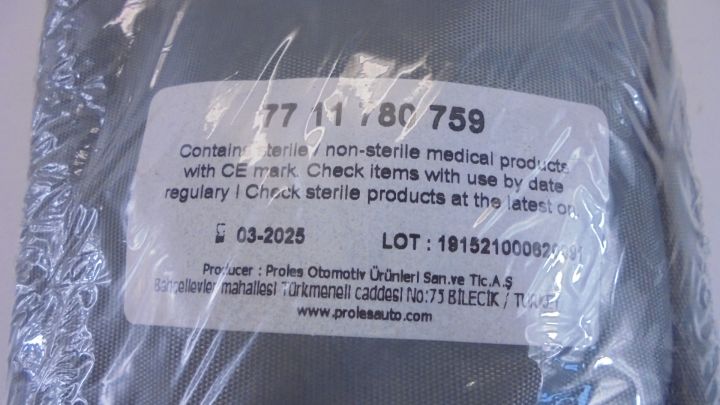 77 11 780 759
Contains sterile / non-sterile medical products
with CE mark. Check items with use by date
regulary ! Check sterile products at the latest on
03-2025 LOT :
Producer : Proles Otomotiv Ürünleri San.ve Tic.A.Ş
Bahçelievler mahallesi Türkmeneli caddesi No:75 BİLECİK / TURKEY
www.prolesauto.com